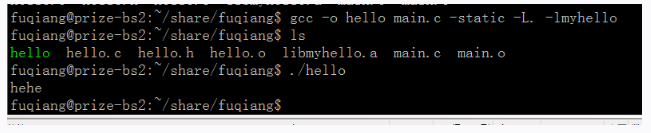 fuqiang@prize-bs2:~/share/fuqiang$ gcc -o hello main.c -static -L. -lmyhello
fuqiang@prize-bs2:~/share/fuqiang$ ls
hello hello.c hello.h hello.o libmyhello.a main.c main.o
fuqiang@prize-bs2:~/share/fuqiang$ ./hello
hehe
fuqiang@prize-bs2:~/share/fuqiang$